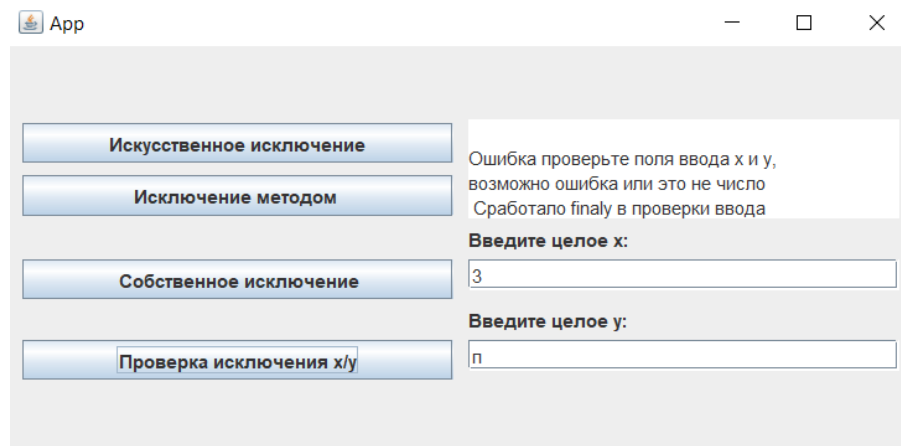 App
Искусственное исключение
Исключение методом
Собственное исключение
Проверка исключения x/y
Ошибка проверьте поля ввода x и y,
возможно ошибка или это не число
Сработало finaly в проверки ввода
Введите целое x:
3
Введите целое y:
п